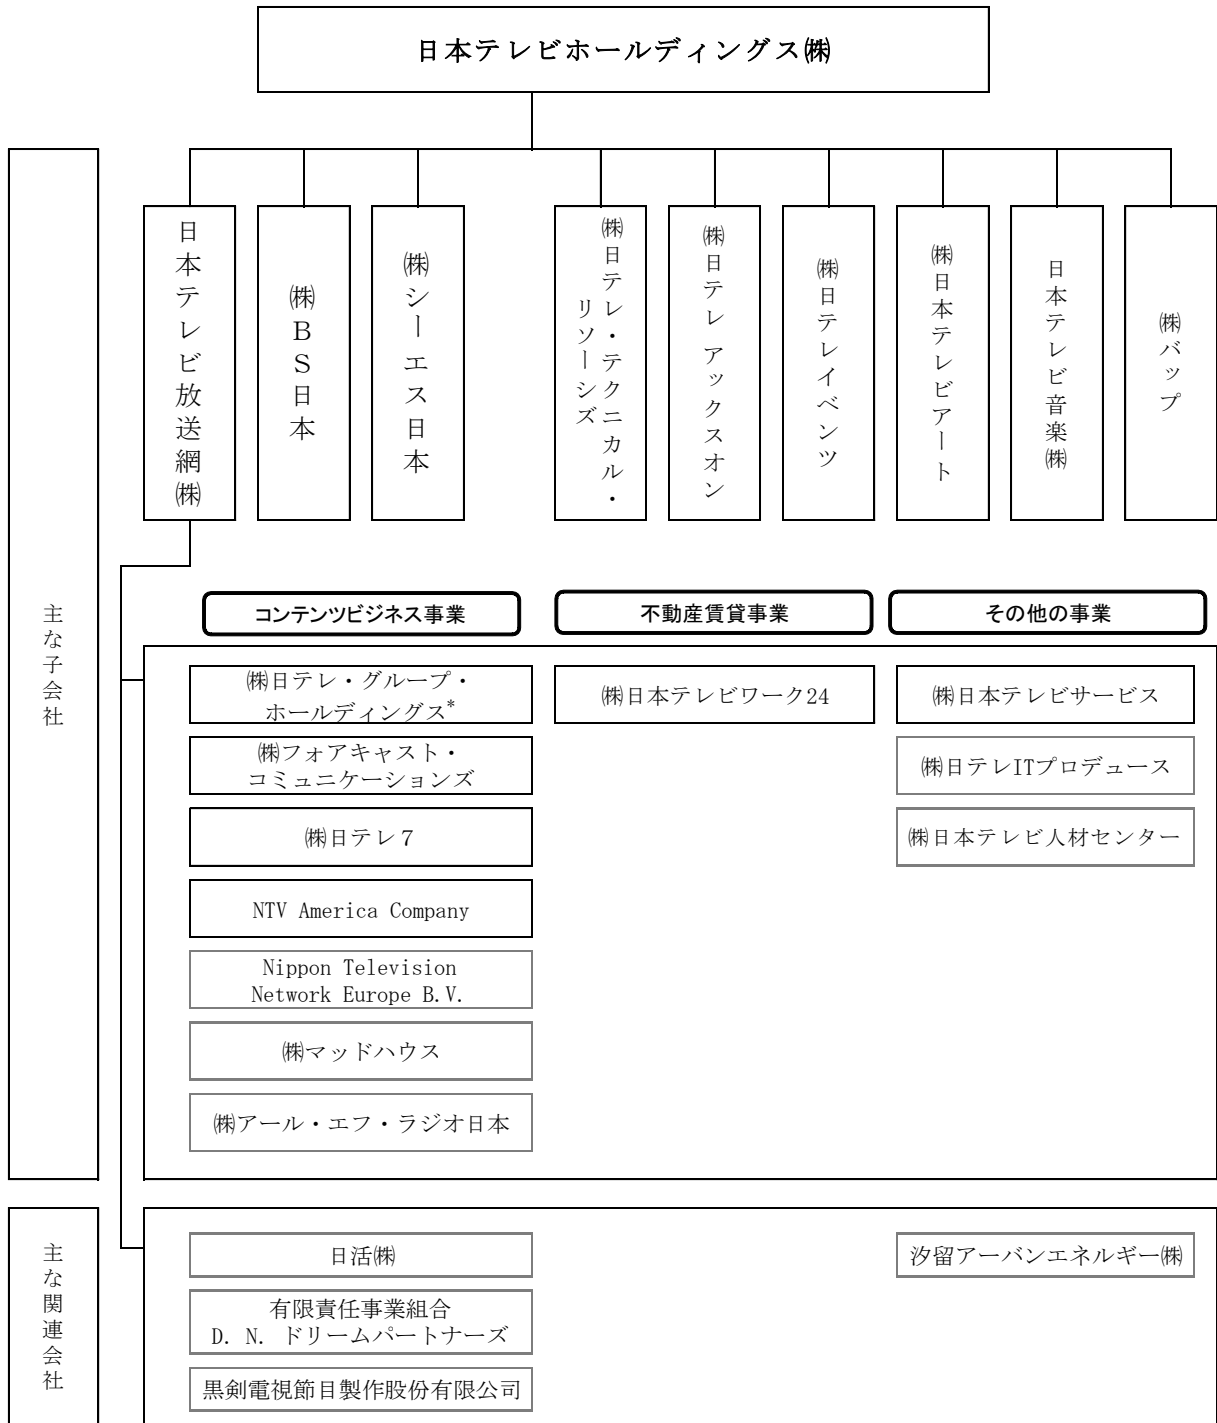 日本テレビホールディングス㈱
主な子会社
日本テレビ放送網㈱
㈱ＢＳ日本
㈱シーエス日本
㈱日テレ・テクニカル・
リソーシズ
㈱日テレ アックスオン
㈱日テレイベンツ
㈱日本テレビアート
日本テレビ音楽㈱
㈱バップ
コンテンツビジネス事業
不動産賃貸事業
その他の事業
㈱日テレ・グループ・
ホールディングス*
㈱フォアキャスト・
コミュニケーションズ
㈱日テレ７
NTV America Company
Nippon Television
Network Europe B.V.
㈱マッドハウス
㈱アール・エフ・ラジオ日本
㈱日本テレビワーク24
㈱日本テレビサービス
㈱日テレITプロデュース
㈱日本テレビ人材センター
主な関連会社
日活㈱
有限責任事業組合
D. N. ドリームパートナーズ
黒剣電視節目製作股份有限公司
汐留アーバンエネルギー㈱